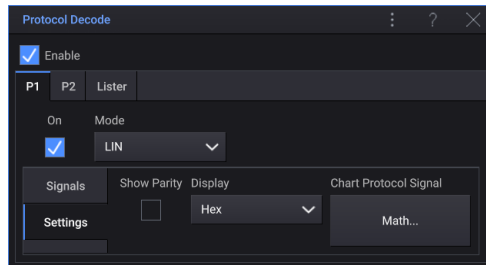 Protocol Decode
Enable
P1 P2 Lister
On Mode
LIN
Signals Show Parity Display Chart Protocol Signal
Settings Hex Math...